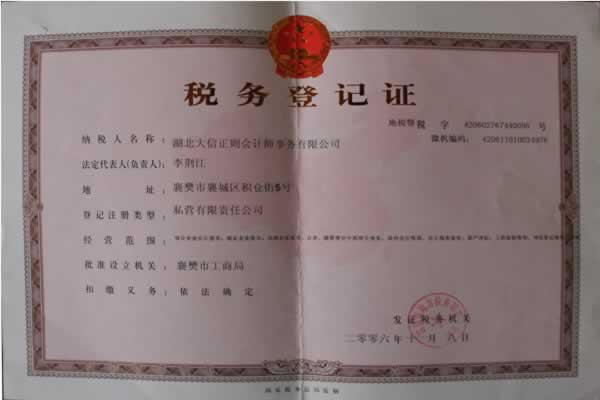 税务登记证
地税鄂 税 字 420602767440096 号
微机编码: 420611010034976
纳税人名称: 湖北大信正则会计师事务有限公司
法定代表人(负责人): 李荆江
地 址: 襄樊市襄城区积仓街5号
登记注册类型: 私营有限责任公司
经营范围:
批准设立机关: 襄樊市工商局
扣缴义务: 依法确定
发证税务机关
二〇〇六年十月八日